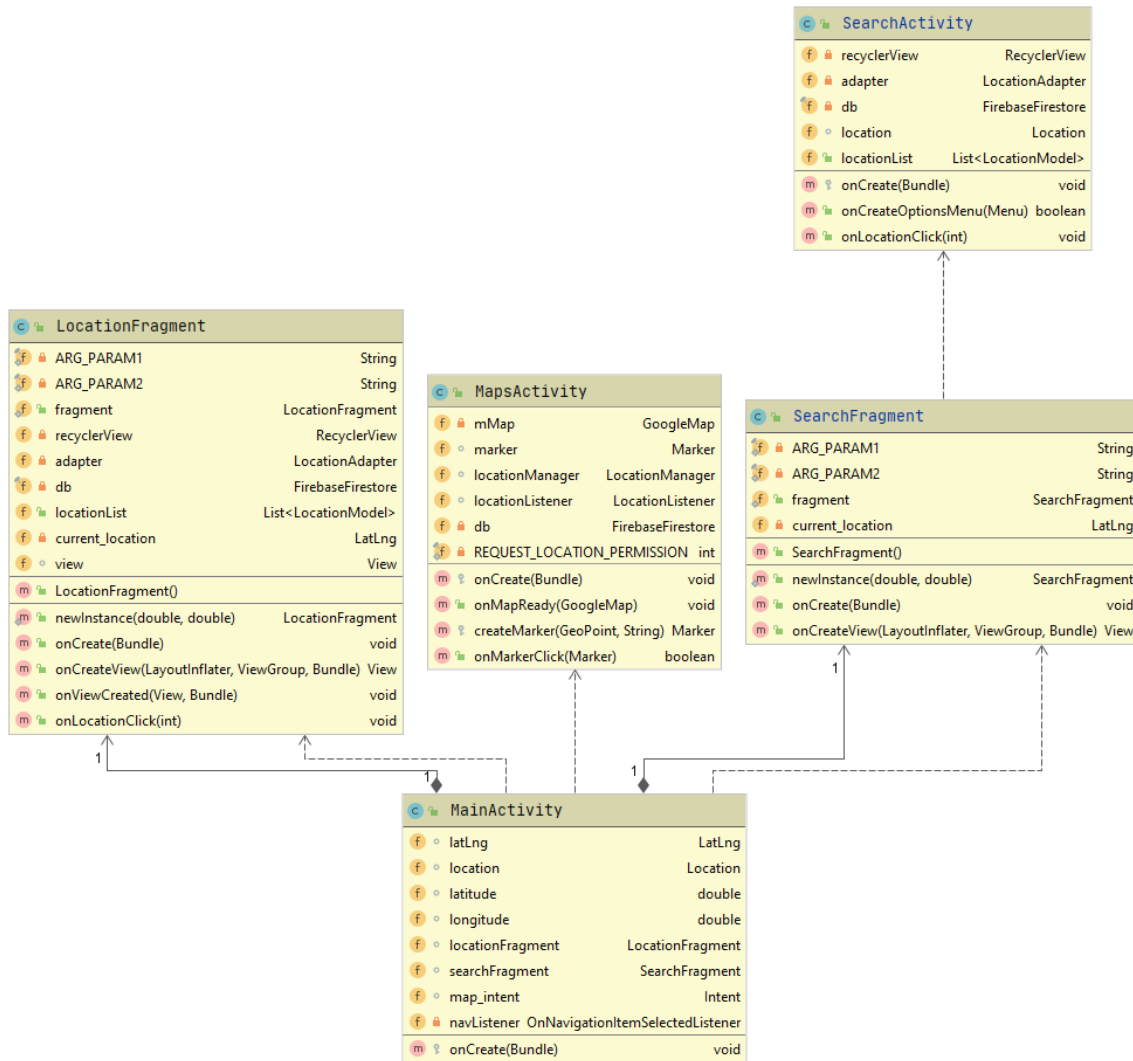 SearchActivity
recyclerView RecyclerView
adapter LocationAdapter
db FirebaseFirestore
location Location
locationList List<LocationModel>
onCreate(Bundle) void
onCreateOptionsMenu(Menu) boolean
onLocationClick(int) void
LocationFragment
ARG_PARAM1 String
ARG_PARAM2 String
fragment LocationFragment
recyclerView RecyclerView
adapter LocationAdapter
db FirebaseFirestore
locationList List<LocationModel>
current_location LatLng
view View
LocationFragment()
newInstance(double, double) LocationFragment
onCreate(Bundle) void
onCreateView(LayoutInflater, ViewGroup, Bundle) View
onViewCreated(View, Bundle) void
onLocationClick(int) void
MapsActivity
mMap GoogleMap
marker Marker
locationManager LocationManager
locationListener LocationListener
db FirebaseFirestore
REQUEST_LOCATION_PERMISSION int
onCreate(Bundle) void
onMapReady(GoogleMap) void
createMarker(GeoPoint, String) Marker
onMarkerClick(Marker) boolean
SearchFragment
ARG_PARAM1 String
ARG_PARAM2 String
fragment SearchFragment
current_location LatLng
SearchFragment()
newInstance(double, double) SearchFragment
onCreate(Bundle) void
onCreateView(LayoutInflater, ViewGroup, Bundle) View
1
1
1
1
MainActivity
latLng LatLng
location Location
latitude double
longitude double
locationFragment LocationFragment
searchFragment SearchFragment
map_intent Intent
navListener OnNavigationItemSelectedListener
onCreate(Bundle) void